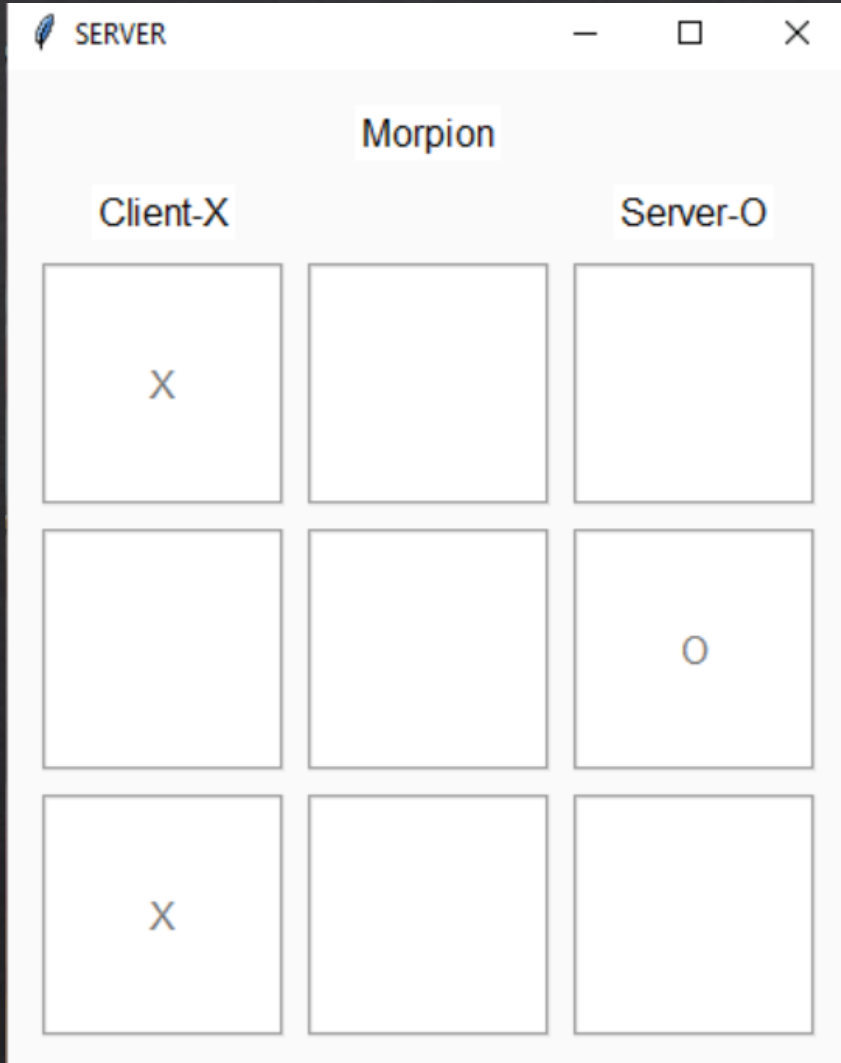 SERVER
Morpion
Client-X Server-O
X
O
X